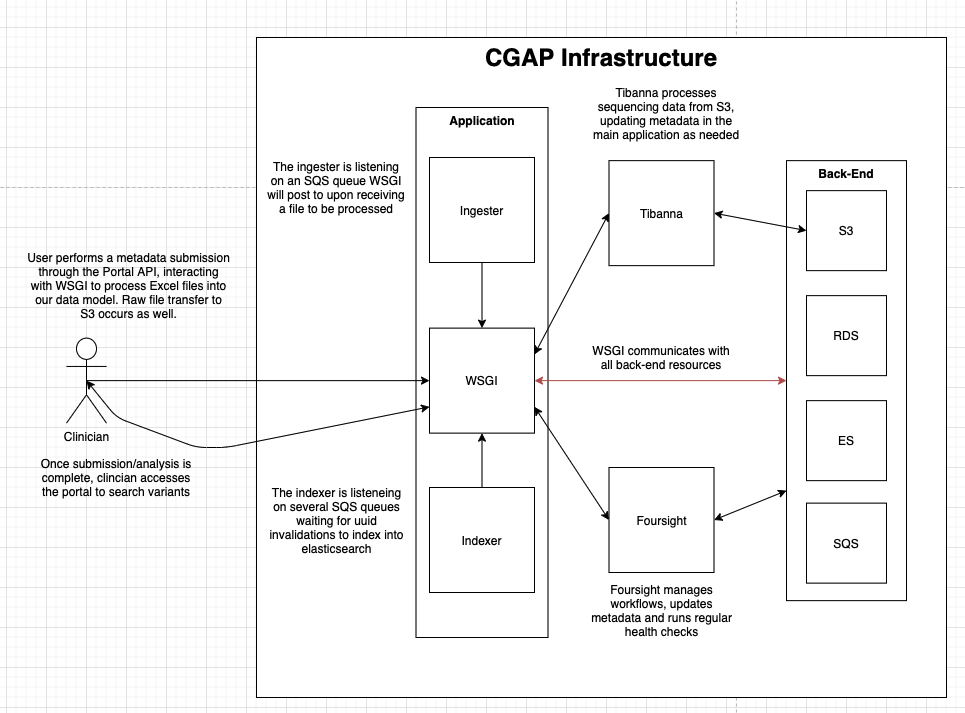 CGAP Infrastructure
Tibanna processes
sequencing data from S3,
updating metadata in the
main application as needed
Application
The ingester is listening
on an SQS queue WSGI
will post to upon receiving
a file to be processed
Ingester
Tibanna
Back-End
S3
User performs a metadata submission
through the Portal API, interacting
with WSGI to process Excel files into
our data model. Raw file transfer to
S3 occurs as well.
RDS
WSGI communicates with
all back-end resources
WSGI
Clinician
ES
Once submission/analysis is
complete, clincian accesses
the portal to search variants
The indexer is listeneing
on several SQS queues
waiting for uuid
invalidations to index into
elasticsearch
Indexer
Foursight
SQS
Foursight manages
workflows, updates
metadata and runs regular
health checks